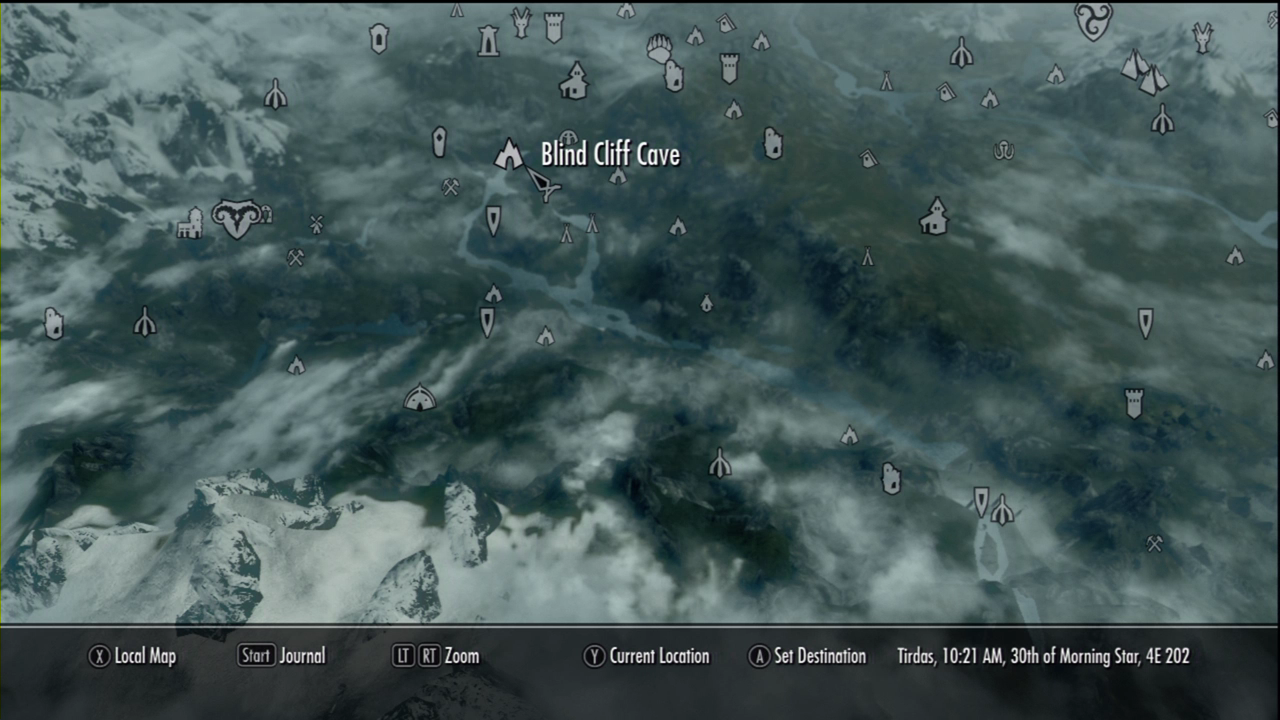 Blind Cliff Cave
X Local Map
Start Journal
LT RT Zoom
Y Current Location
A Set Destination
Tirdas, 10:21 AM, 30th of Morning Star, 4E 202